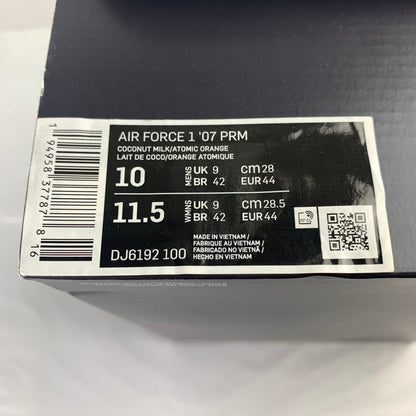 AIR FORCE 1 '07 PRM
COCONUT MILK/ATOMIC ORANGE
LAIT DE COCO/ORANGE ATOMIQUE
10 MENS UK 9 CM 28
BR 42 EUR 44
11.5 WMNS UK 9 CM 28.5
BR 42 EUR 44
DJ6192 100
MADE IN VIETNAM /
FABRIQUE AU VIETNAM /
FABRICADO NO VIETNÃ /
HECHO EN VIETNAM
1 94958 37787 8 16